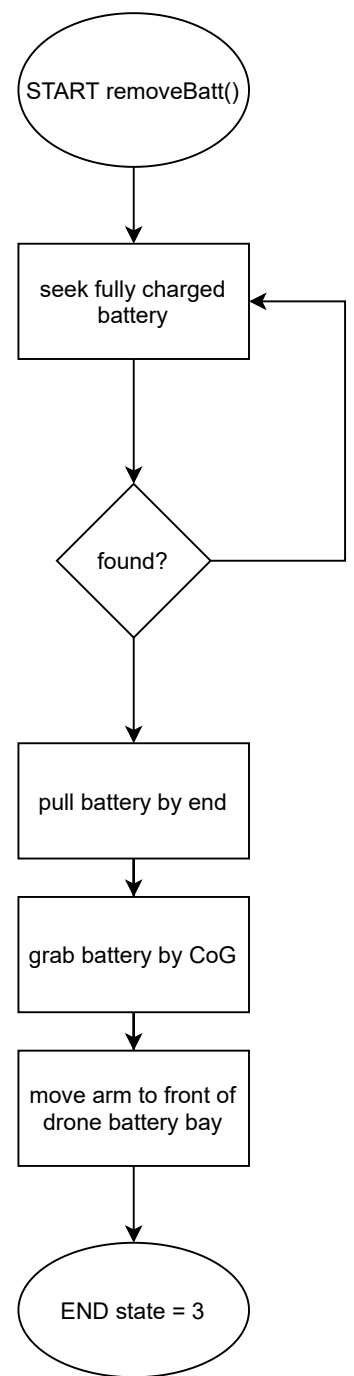 START removeBatt()
seek fully charged
battery
found?
pull battery by end
grab battery by CoG
move arm to front of
drone battery bay
END state = 3